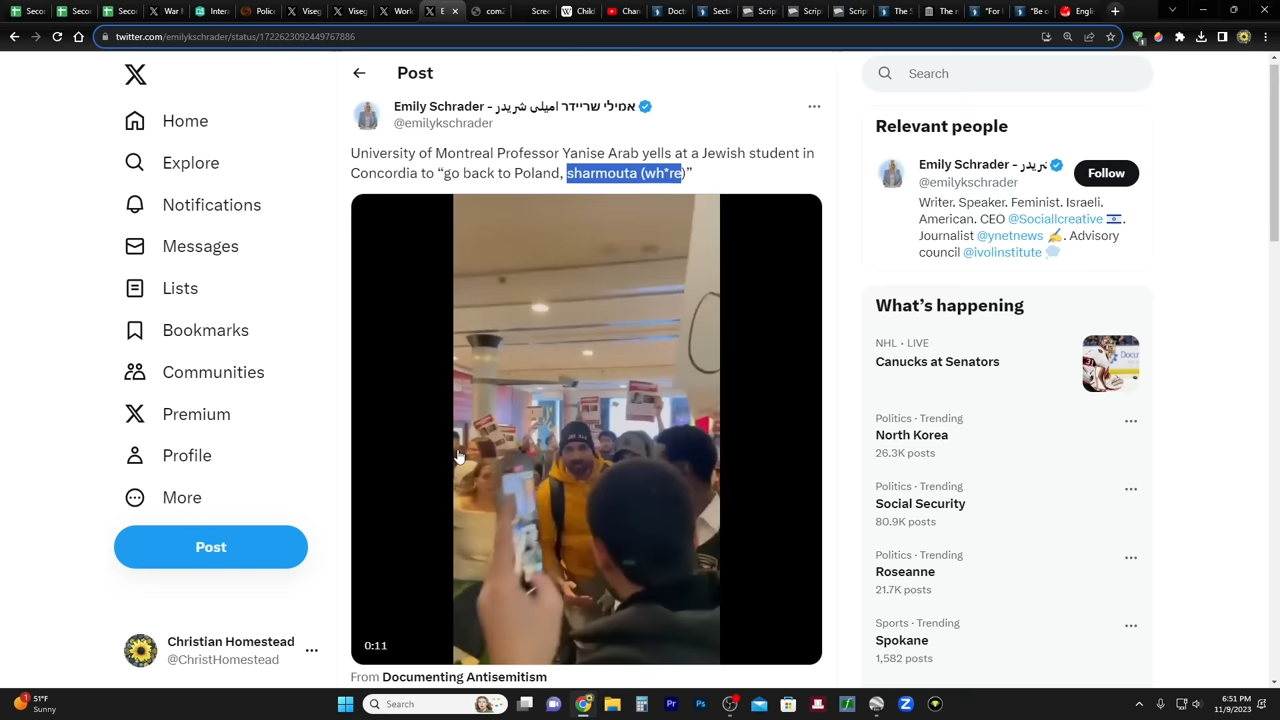 twitter.com/emilykschrader/status/1722623092449767886
Post
Emily Schrader - אמילי שריידר امیلی شریدر
@emilykschrader
University of Montreal Professor Yanise Arab yells at a Jewish student in
Concordia to “go back to Poland, sharmouta (wh*re)”
0:11
From Documenting Antisemitism
Home
Explore
Notifications
Messages
Lists
Bookmarks
Communities
Premium
Profile
More
Post
Christian Homestead
@ChristHomestead
Search
Relevant people
Emily Schrader -
@emilykschrader
Follow
Writer. Speaker. Feminist. Israeli.
American. CEO @Sociallcreative
Journalist @ynetnews . Advisory
council @ivolinstitute
What’s happening
NHL · LIVE
Canucks at Senators
Politics · Trending
North Korea
26.3K posts
Politics · Trending
Social Security
80.9K posts
Politics · Trending
Roseanne
21.7K posts
Sports · Trending
Spokane
1,582 posts
51°F
Sunny
Search
6:51 PM
11/9/2023